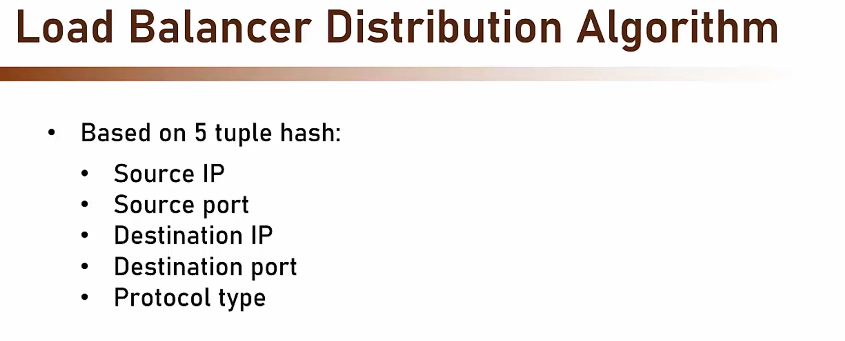 Load Balancer Distribution Algorithm
• Based on 5 tuple hash:
• Source IP
• Source port
• Destination IP
• Destination port
• Protocol type